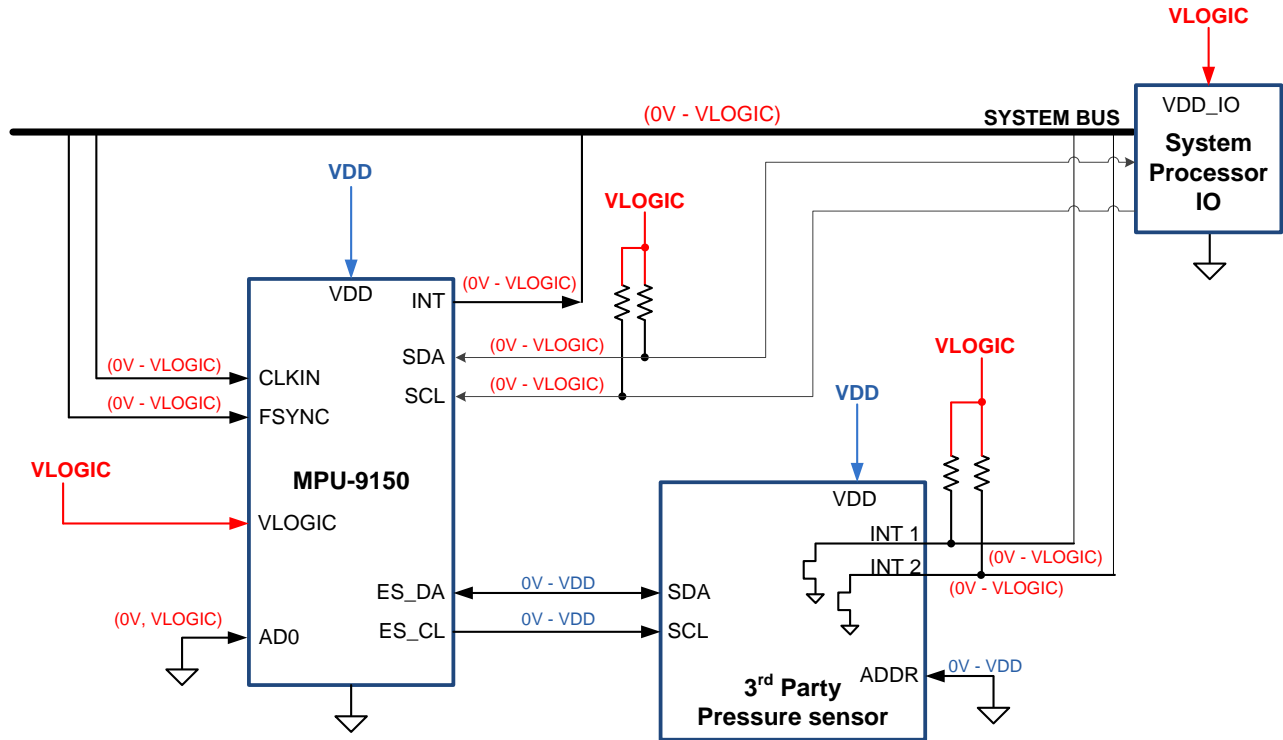 VLOGIC
VDD_IO
System
Processor
IO
(0V - VLOGIC)
SYSTEM BUS
VDD
VLOGIC
VDD
INT
(0V - VLOGIC)
SDA
(0V - VLOGIC)
SCL
(0V - VLOGIC)
(0V - VLOGIC)
CLKIN
(0V - VLOGIC)
FSYNC
VLOGIC
VDD
VLOGIC
MPU-9150
VLOGIC
VDD
INT 1
(0V - VLOGIC)
INT 2
(0V - VLOGIC)
ES_DA
0V - VDD
SDA
ES_CL
0V - VDD
SCL
(0V, VLOGIC)
AD0
ADDR
0V - VDD
3rd Party
Pressure sensor